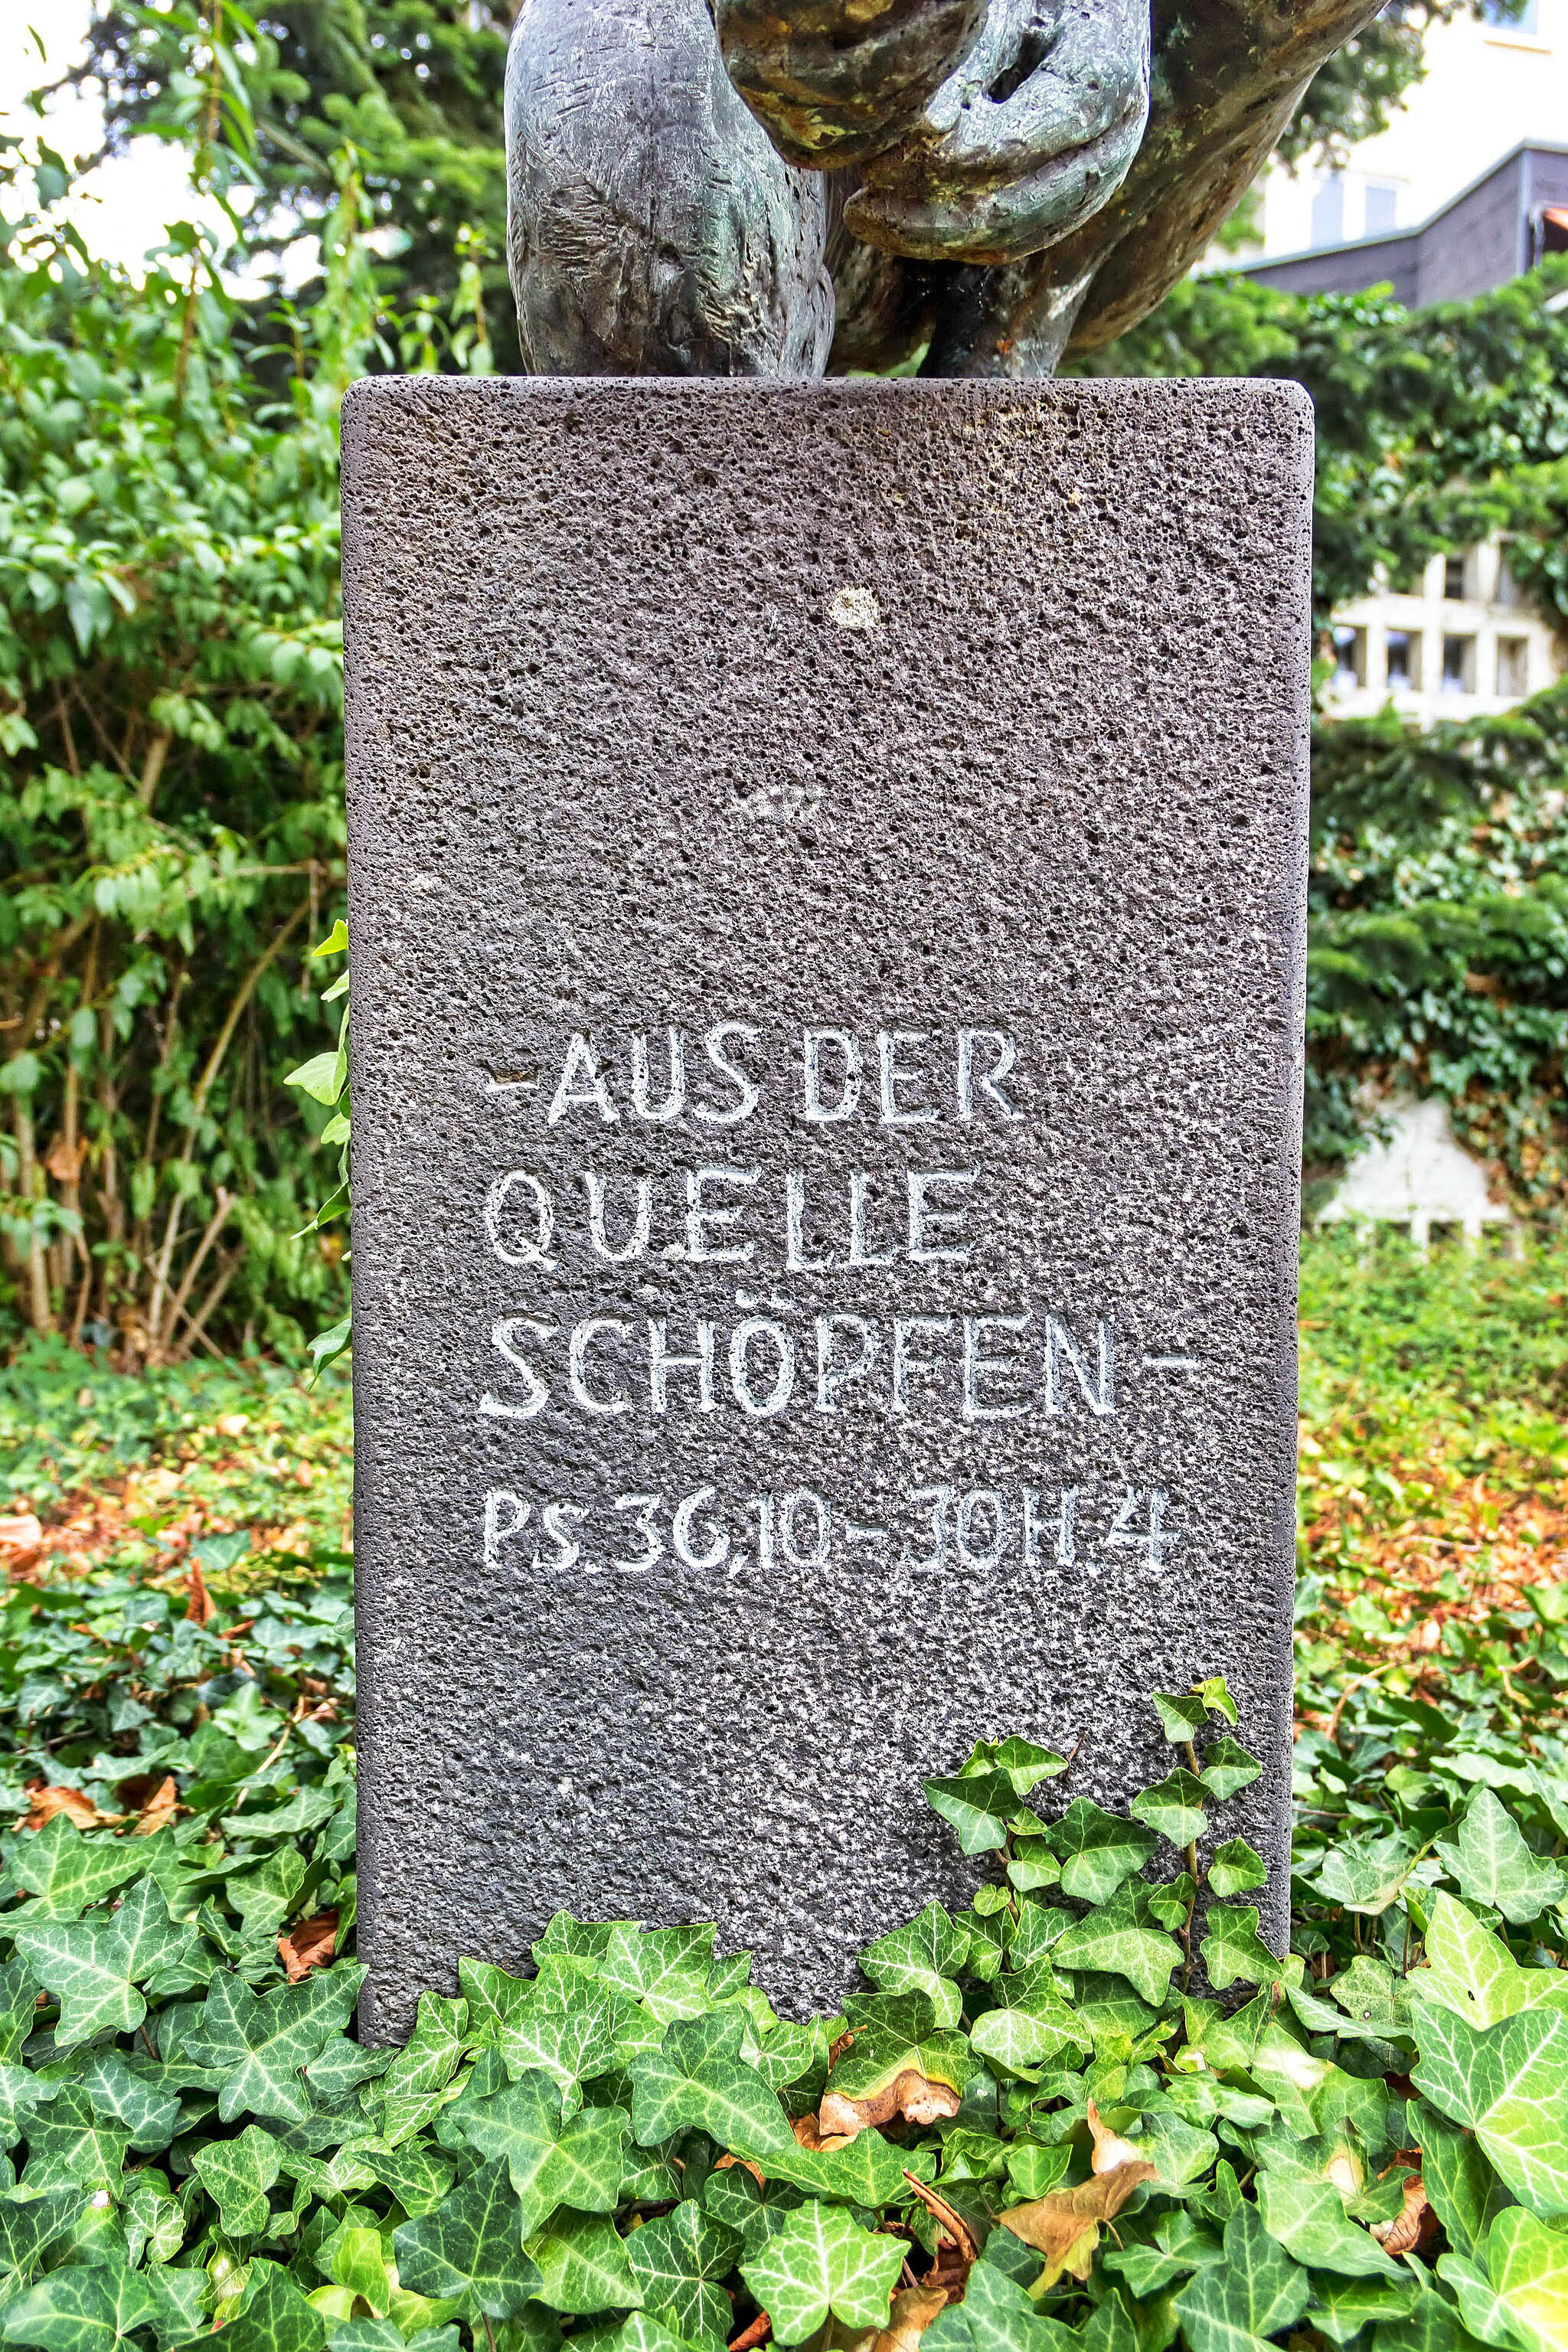 -AUS DER
QUELLE
SCHÖPFEN-
PS.36,10-JOH.4